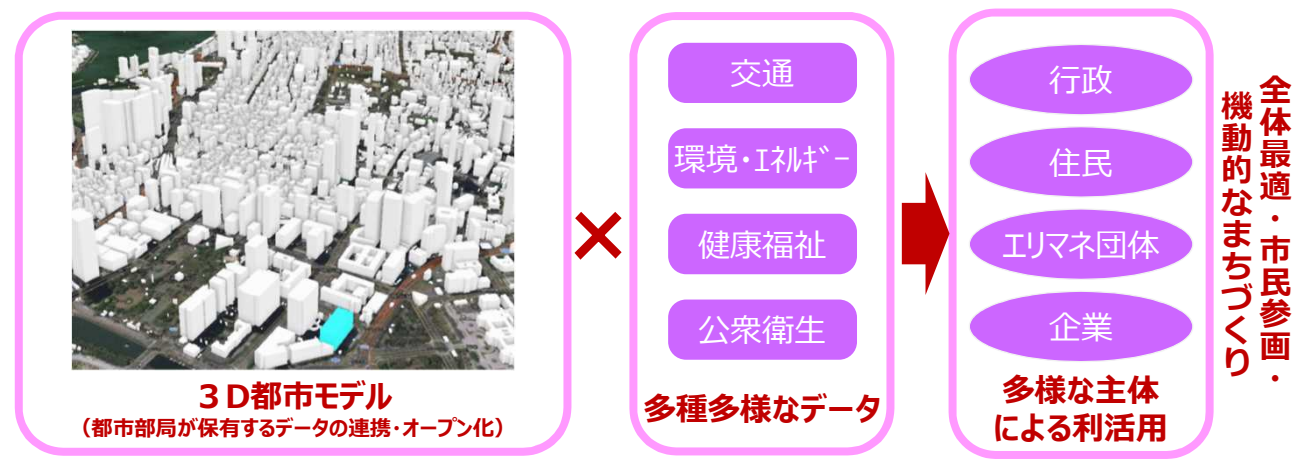 ３Ｄ都市モデル
（都市部局が保有するデータの連携・オープン化）
×
交通
環境・ｴﾈﾙｷﾞｰ
健康福祉
公衆衛生
多種多様なデータ
行政
住民
エリマネ団体
企業
多様な主体
による利活用
全体最適・市民参画・
機動的なまちづくり